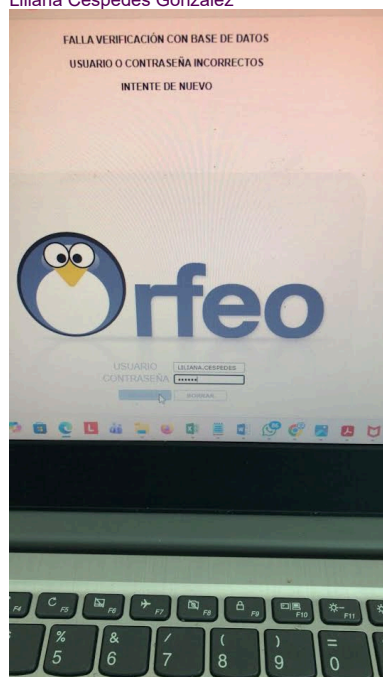 Liliana Cespedes González
FALLA VERIFICACIÓN CON BASE DE DATOS
USUARIO O CONTRASEÑA INCORRECTOS
INTENTE DE NUEVO
Orfeo
USUARIO LILIANA.CESPEDES
CONTRASEÑA ••••••
F4 C F5 F6 F7 F8 A F9 F10 F11
% & / ( ) =
5 6 7 8 9 0